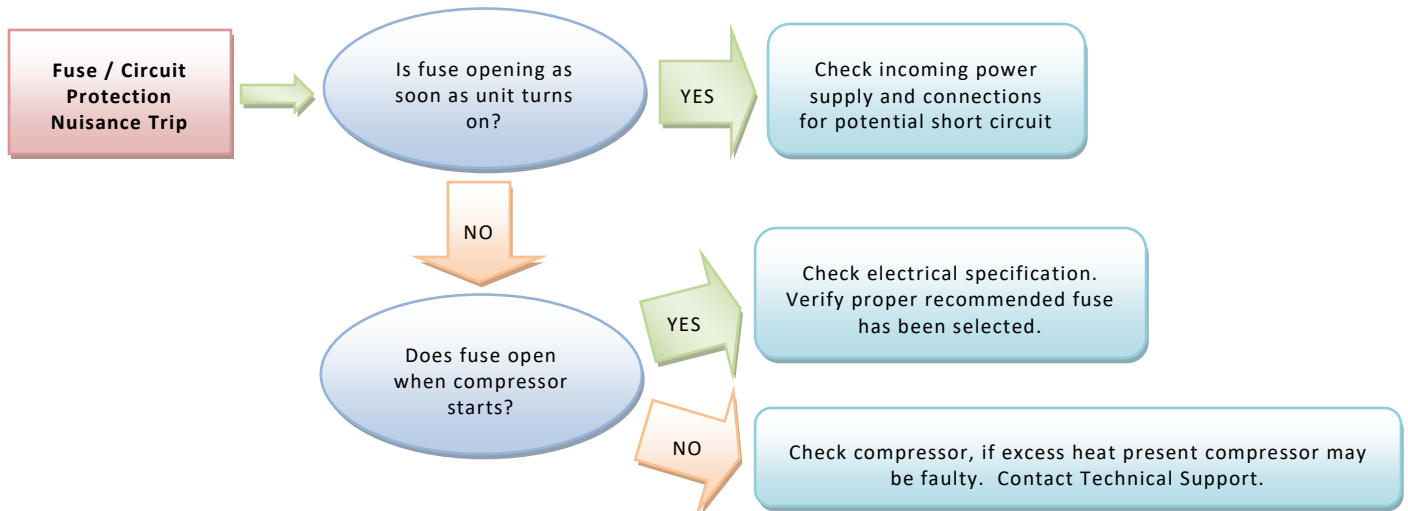 Fuse / Circuit
Protection
Nuisance Trip
Is fuse opening as
soon as unit turns
on?
YES
Check incoming power
supply and connections
for potential short circuit
NO
Does fuse open
when compressor
starts?
YES
Check electrical specification.
Verify proper recommended fuse
has been selected.
NO
Check compressor, if excess heat present compressor may
be faulty.  Contact Technical Support.